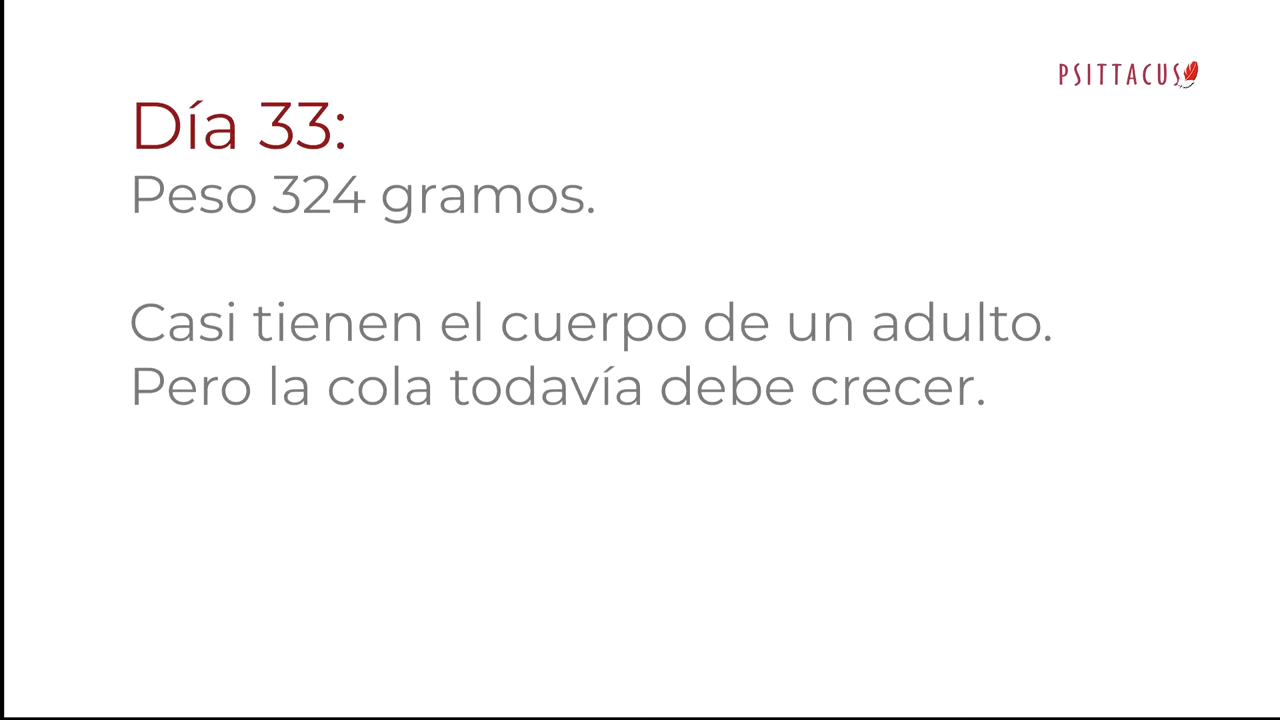 PSITTACUS
Día 33:
Peso 324 gramos.
Casi tienen el cuerpo de un adulto.
Pero la cola todavía debe crecer.